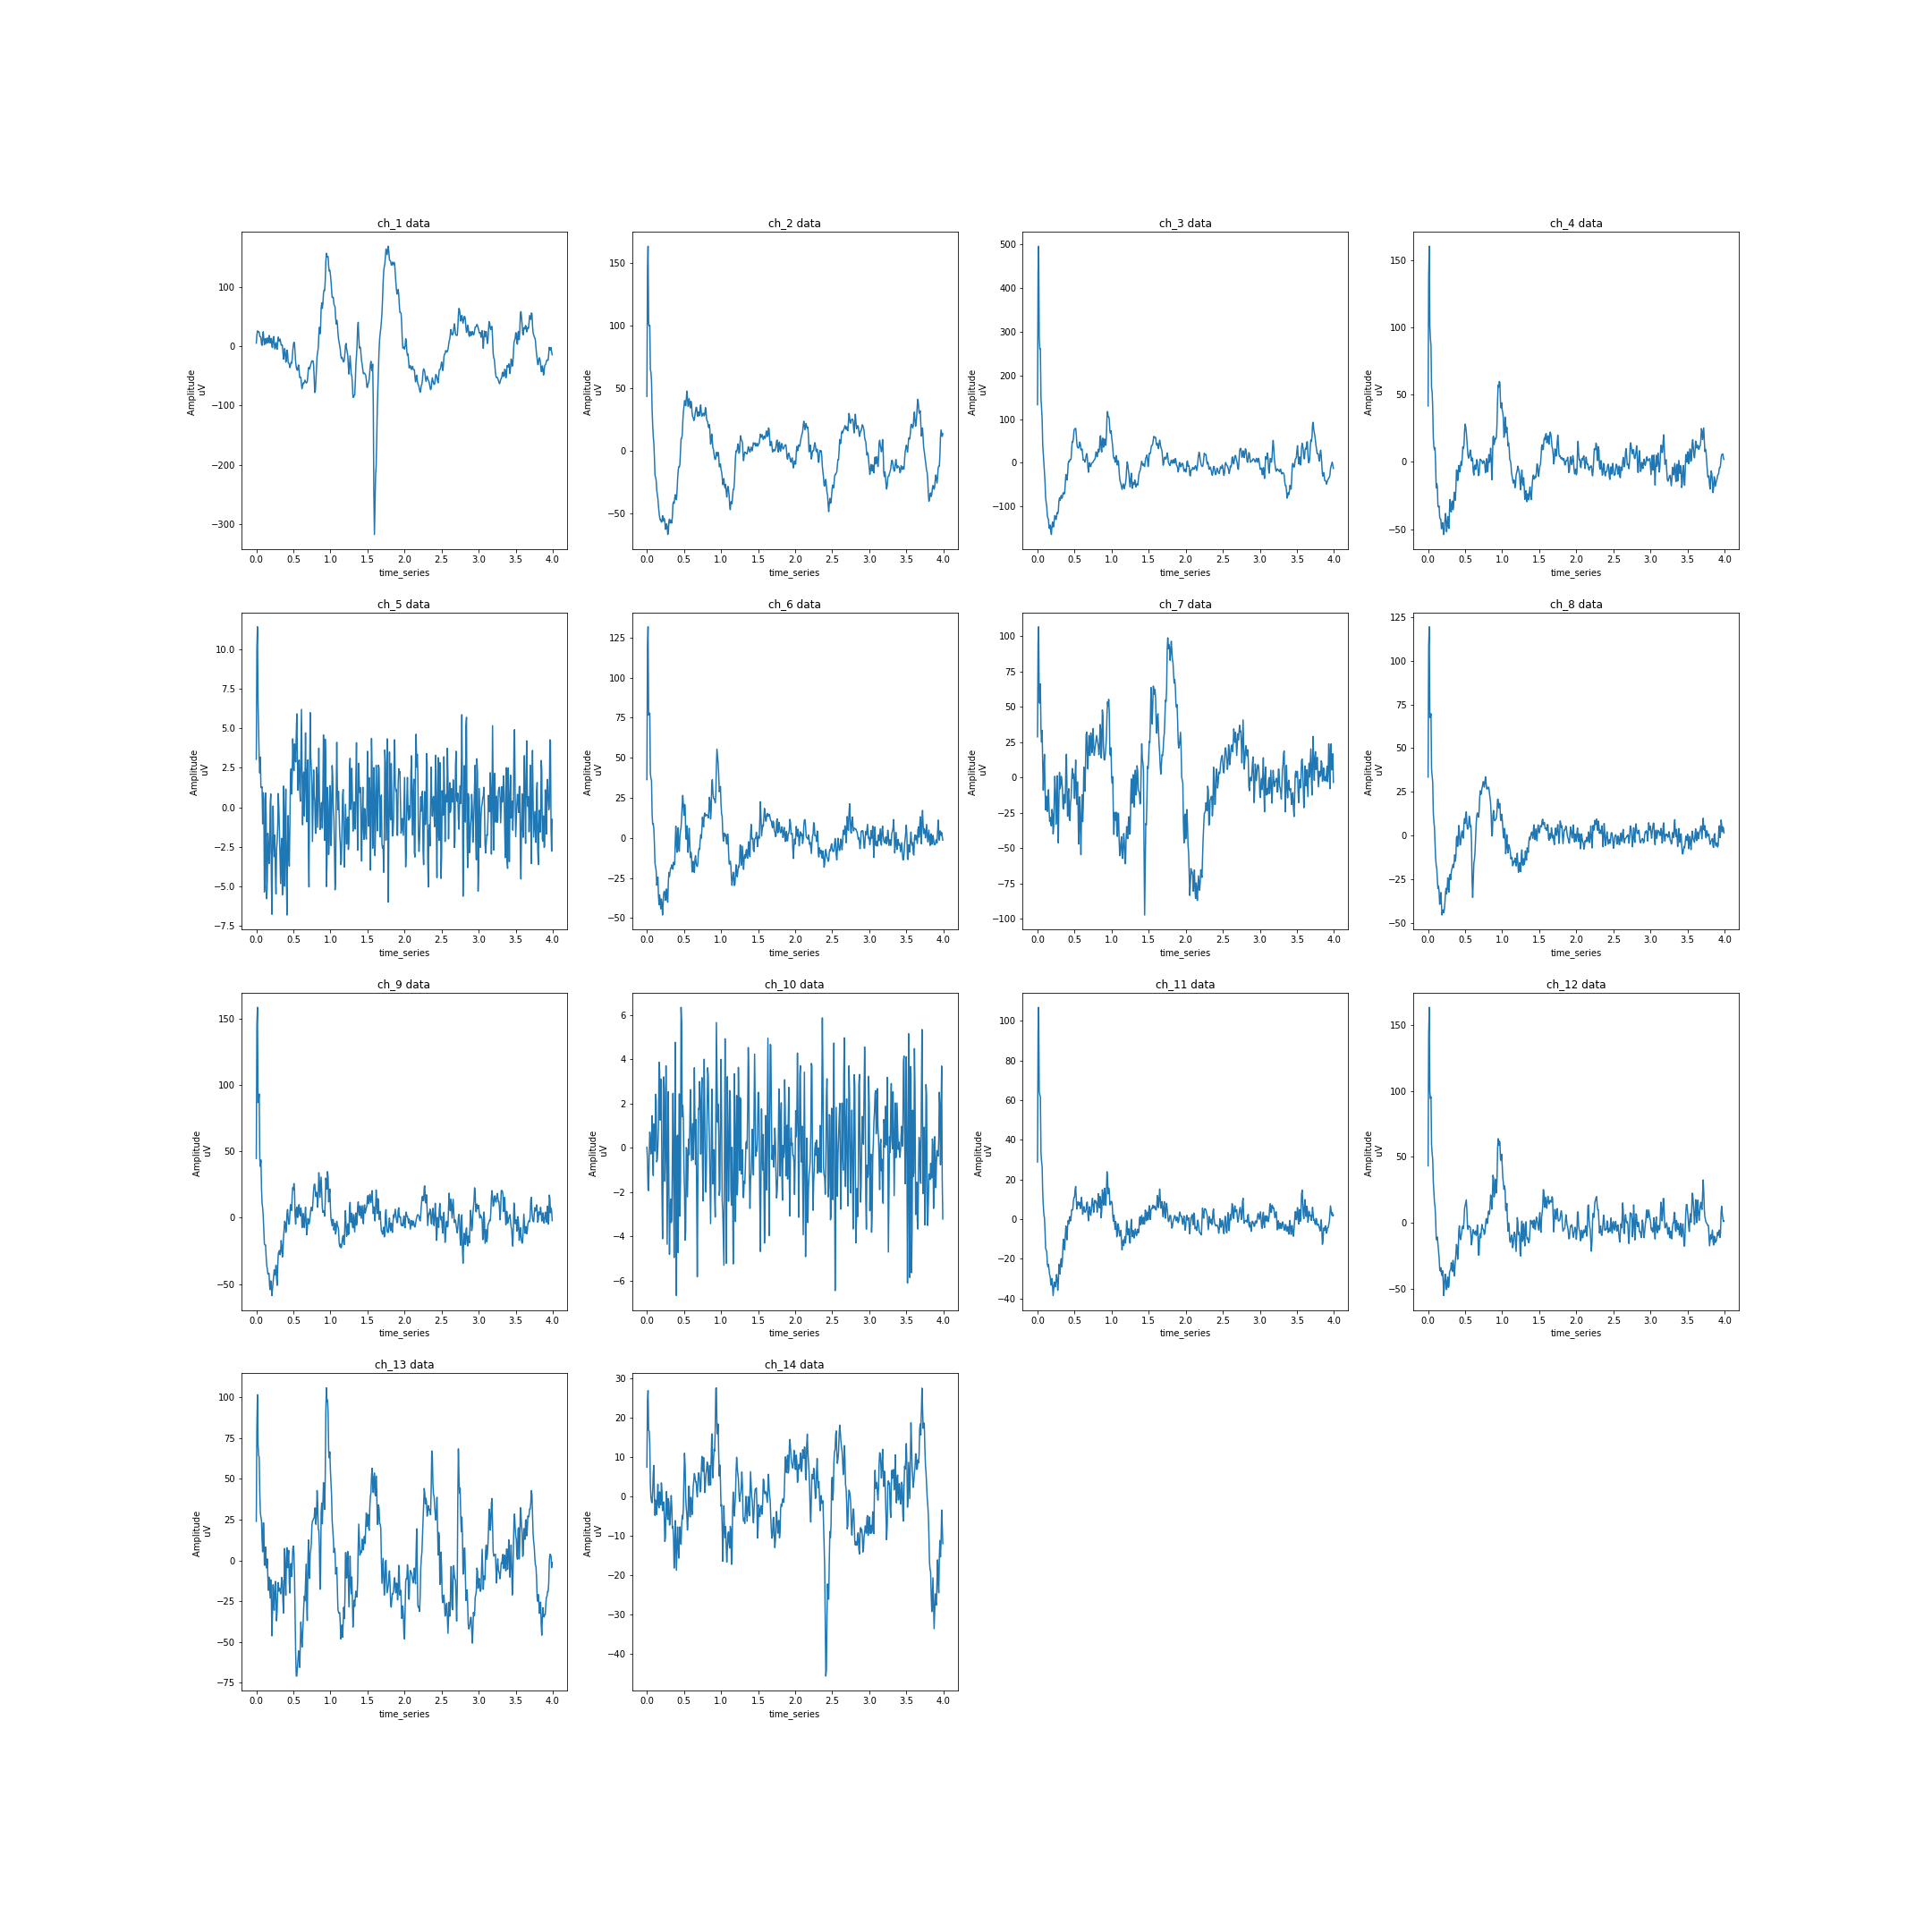 ch_1 data
100
0
−100
−200
−300
Amplitude
uV
0.0 0.5 1.0 1.5 2.0 2.5 3.0 3.5 4.0
time_series
ch_2 data
150
100
50
0
−50
Amplitude
uV
0.0 0.5 1.0 1.5 2.0 2.5 3.0 3.5 4.0
time_series
ch_3 data
500
400
300
200
100
0
−100
Amplitude
uV
0.0 0.5 1.0 1.5 2.0 2.5 3.0 3.5 4.0
time_series
ch_4 data
150
100
50
0
−50
Amplitude
uV
0.0 0.5 1.0 1.5 2.0 2.5 3.0 3.5 4.0
time_series
ch_5 data
10.0
7.5
5.0
2.5
0.0
−2.5
−5.0
−7.5
Amplitude
uV
0.0 0.5 1.0 1.5 2.0 2.5 3.0 3.5 4.0
time_series
ch_6 data
125
100
75
50
25
0
−25
−50
Amplitude
uV
0.0 0.5 1.0 1.5 2.0 2.5 3.0 3.5 4.0
time_series
ch_7 data
100
75
50
25
0
−25
−50
−75
−100
Amplitude
uV
0.0 0.5 1.0 1.5 2.0 2.5 3.0 3.5 4.0
time_series
ch_8 data
125
100
75
50
25
0
−25
−50
Amplitude
uV
0.0 0.5 1.0 1.5 2.0 2.5 3.0 3.5 4.0
time_series
ch_9 data
150
100
50
0
−50
Amplitude
uV
0.0 0.5 1.0 1.5 2.0 2.5 3.0 3.5 4.0
time_series
ch_10 data
6
4
2
0
−2
−4
−6
Amplitude
uV
0.0 0.5 1.0 1.5 2.0 2.5 3.0 3.5 4.0
time_series
ch_11 data
100
80
60
40
20
0
−20
−40
Amplitude
uV
0.0 0.5 1.0 1.5 2.0 2.5 3.0 3.5 4.0
time_series
ch_12 data
150
100
50
0
−50
Amplitude
uV
0.0 0.5 1.0 1.5 2.0 2.5 3.0 3.5 4.0
time_series
ch_13 data
100
75
50
25
0
−25
−50
−75
Amplitude
uV
0.0 0.5 1.0 1.5 2.0 2.5 3.0 3.5 4.0
time_series
ch_14 data
30
20
10
0
−10
−20
−30
−40
Amplitude
uV
0.0 0.5 1.0 1.5 2.0 2.5 3.0 3.5 4.0
time_series